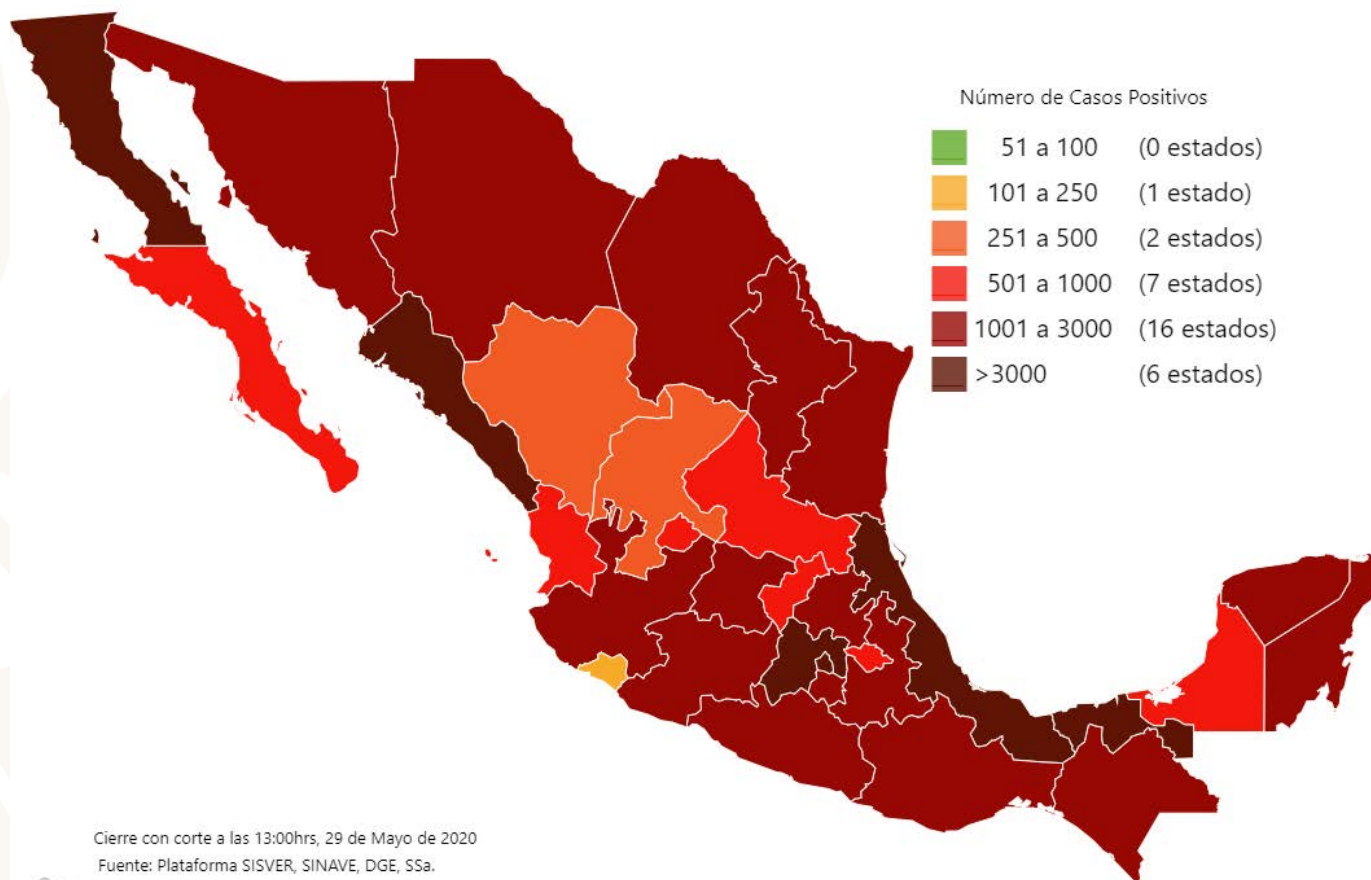 Número de Casos Positivos
51 a 100 (0 estados)
101 a 250 (1 estado)
251 a 500 (2 estados)
501 a 1000 (7 estados)
1001 a 3000 (16 estados)
>3000 (6 estados)
Cierre con corte a las 13:00hrs, 29 de Mayo de 2020
Fuente: Plataforma SISVER, SINAVE, DGE, SSa.